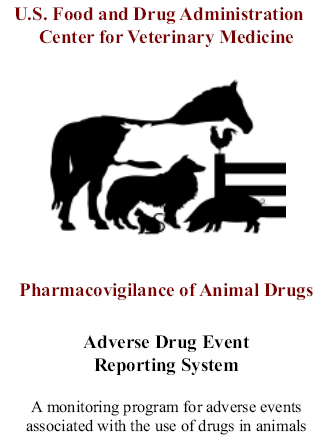 U.S. Food and Drug Administration
Center for Veterinary Medicine
Pharmacovigilance of Animal Drugs
Adverse Drug Event
Reporting System
A monitoring program for adverse events
associated with the use of drugs in animals